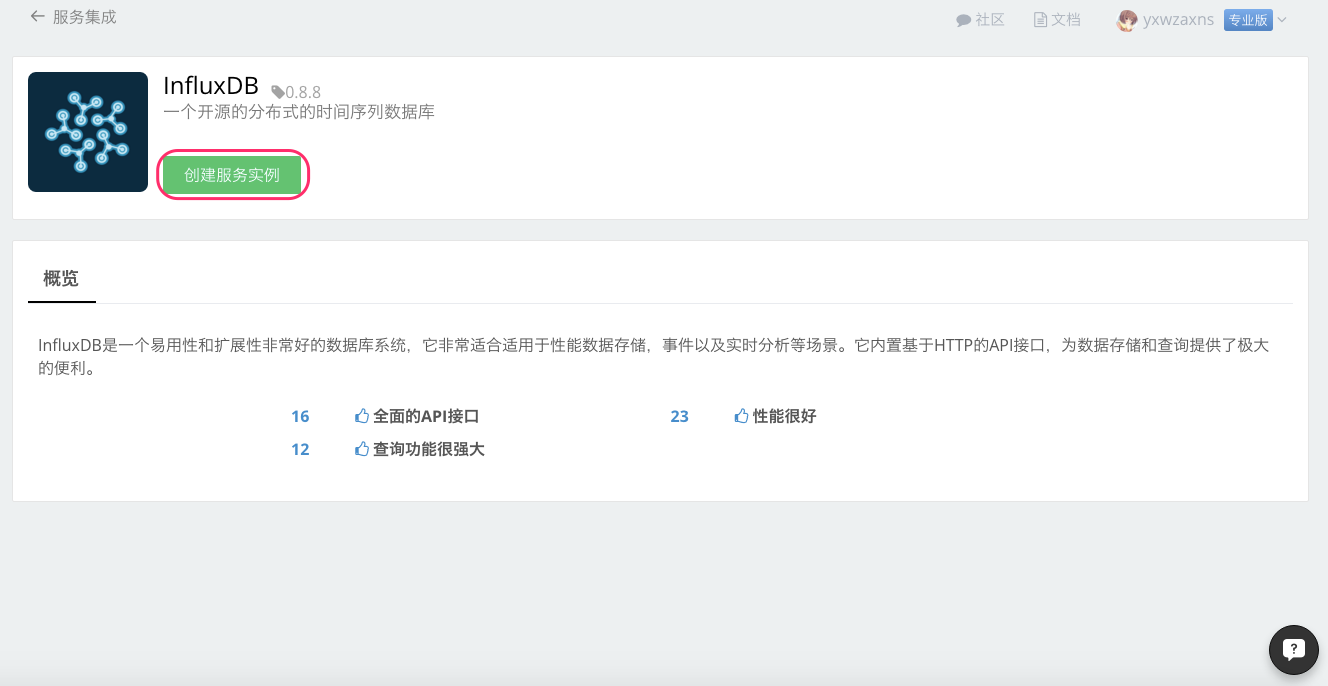 服务集成
社区 文档 yxwzaxns 专业版
InfluxDB 0.8.8
一个开源的分布式的时间序列数据库
创建服务实例
概览
InfluxDB是一个易用性和扩展性非常好的数据库系统，它非常适合适用于性能数据存储，事件以及实时分析等场景。它内置基于HTTP的API接口，为数据存储和查询提供了极大
的便利。
16 全面的API接口 23 性能很好
12 查询功能很强大
?